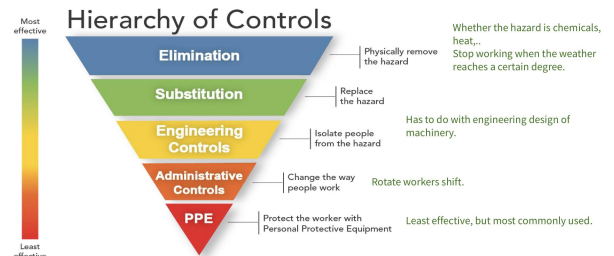 Hierarchy of Controls
Most
effective
Elimination
Physically remove
the hazard
Whether the hazard is chemicals,
heat,..
Stop working when the weather
reaches a certain degree.
Substitution
Replace
the hazard
Engineering
Controls
Isolate people
from the hazard
Has to do with engineering design of
machinery.
Administrative
Controls
Change the way
people work
Rotate workers shift.
PPE
Protect the worker with
Personal Protective Equipment
Least effective, but most commonly used.
Least
effective